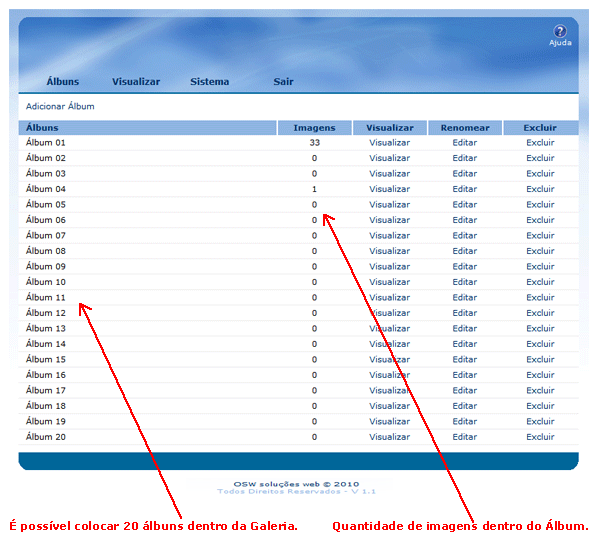 ?
Ajuda
Álbuns Visualizar Sistema Sair
Adicionar Álbum
Álbuns Imagens Visualizar Renomear Excluir
Álbum 01 33 Visualizar Editar Excluir
Álbum 02 0 Visualizar Editar Excluir
Álbum 03 0 Visualizar Editar Excluir
Álbum 04 1 Visualizar Editar Excluir
Álbum 05 0 Visualizar Editar Excluir
Álbum 06 0 Visualizar Editar Excluir
Álbum 07 0 Visualizar Editar Excluir
Álbum 08 0 Visualizar Editar Excluir
Álbum 09 0 Visualizar Editar Excluir
Álbum 10 0 Visualizar Editar Excluir
Álbum 11 0 Visualizar Editar Excluir
Álbum 12 0 Visualizar Editar Excluir
Álbum 13 0 Visualizar Editar Excluir
Álbum 14 0 Visualizar Editar Excluir
Álbum 15 0 Visualizar Editar Excluir
Álbum 16 0 Visualizar Editar Excluir
Álbum 17 0 Visualizar Editar Excluir
Álbum 18 0 Visualizar Editar Excluir
Álbum 19 0 Visualizar Editar Excluir
Álbum 20 0 Visualizar Editar Excluir
OSW soluções web © 2010
Todos Direitos Reservados - V 1.1
É possível colocar 20 álbuns dentro da Galeria. Quantidade de imagens dentro do Álbum.